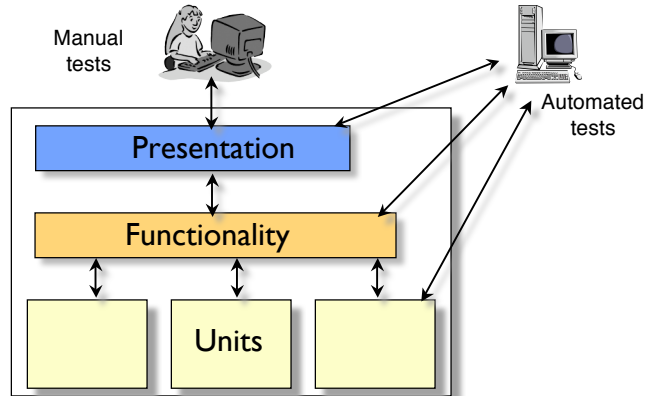 Manual
tests
Automated
tests
Presentation
Functionality
Units